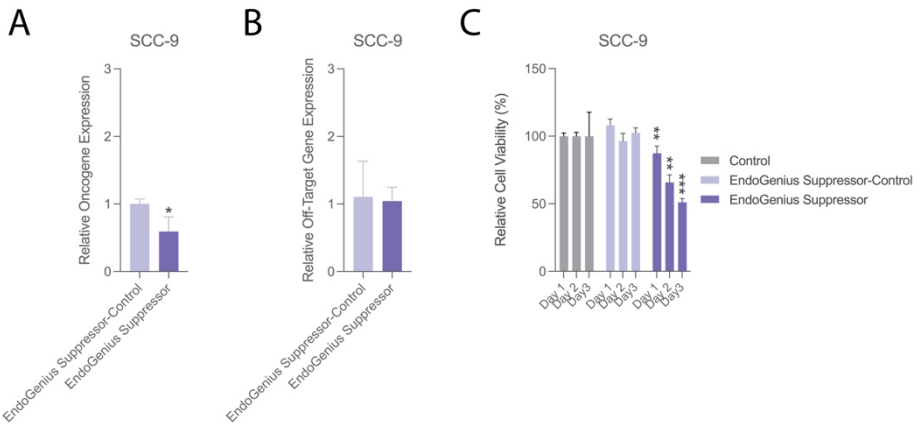 A
SCC-9
Relative Oncogene Expression
3
2
1
0
*
EndoGenius Suppressor-Control
EndoGenius Suppressor
B
SCC-9
Relative Off-Target Gene Expression
3
2
1
0
EndoGenius Suppressor-Control
EndoGenius Suppressor
C
SCC-9
Relative Cell Viability (%)
150
100
50
0
**
**
***
Day 1
Day 2
Day3
Day 1
Day 2
Day3
Day 1
Day 2
Day3
Control
EndoGenius Suppressor-Control
EndoGenius Suppressor